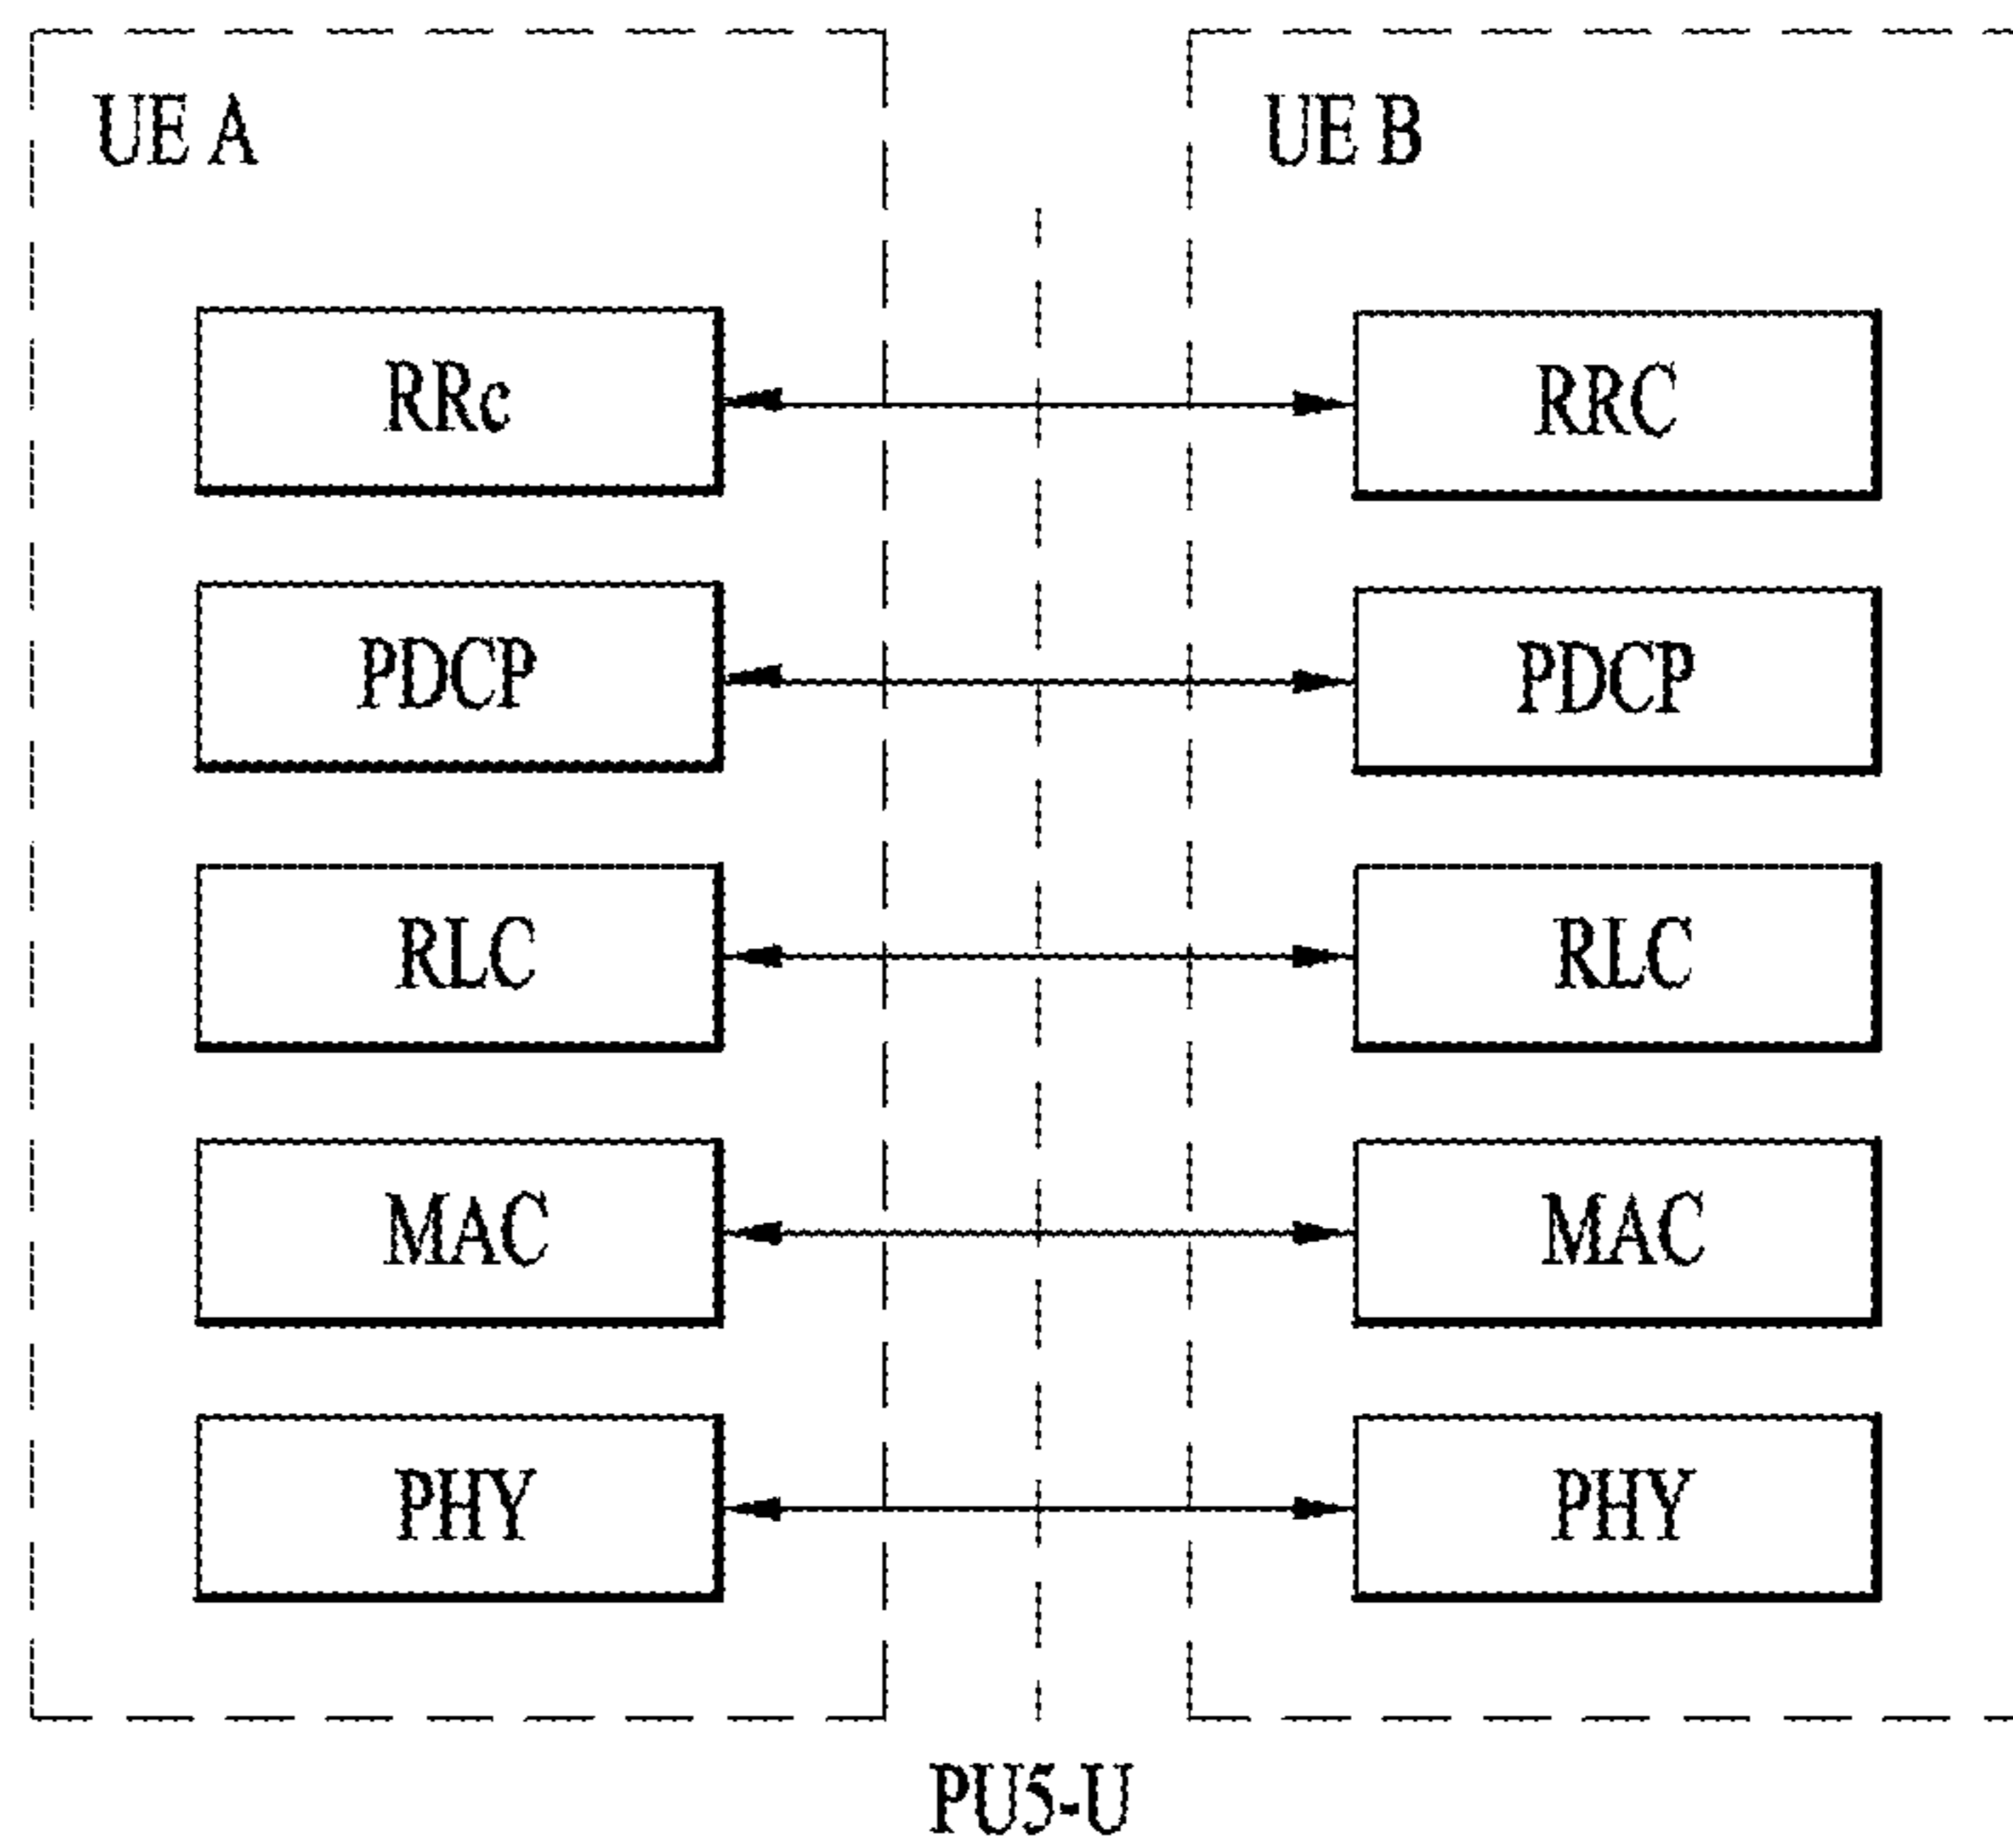 UE A
UE B
RRc
RRC
PDCP
PDCP
RLC
RLC
MAC
MAC
PHY
PHY
PU5-U